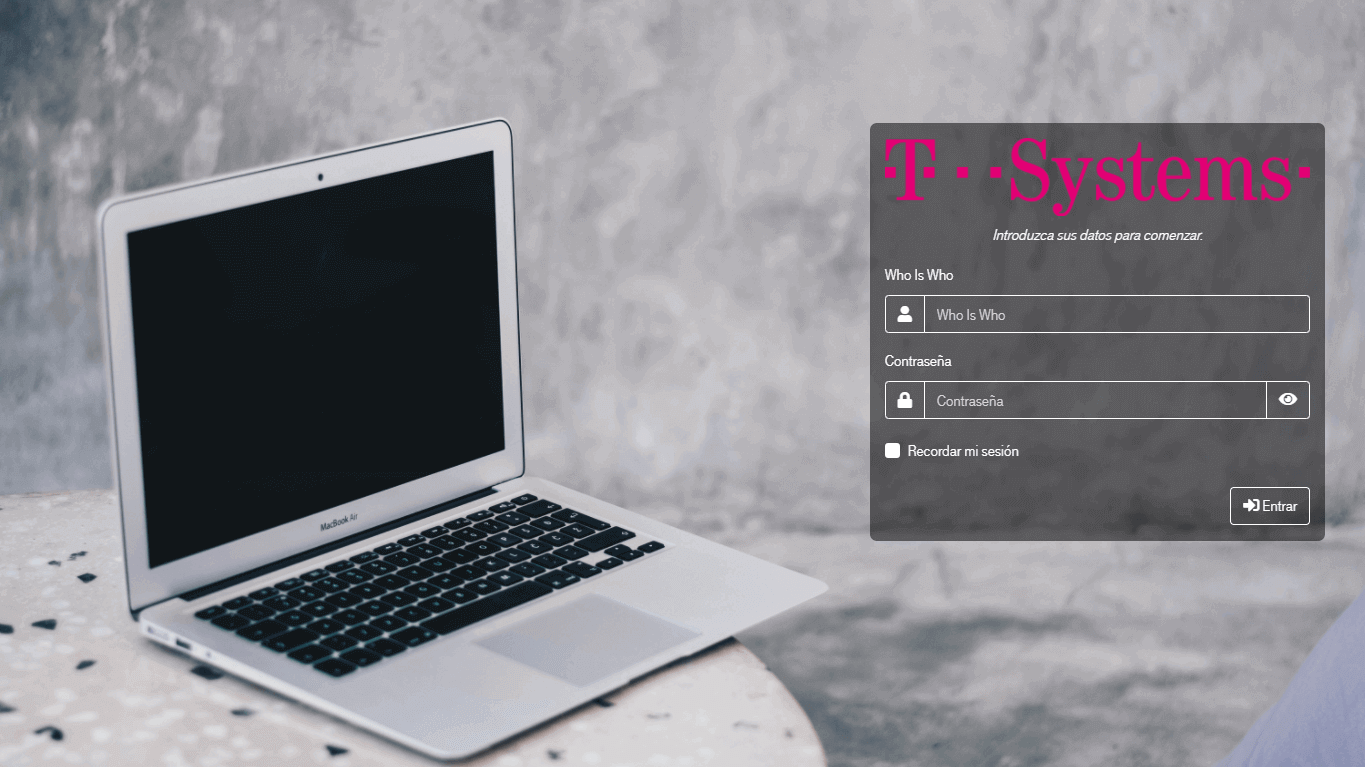 T··Systems·
Introduzca sus datos para comenzar.
Who Is Who
Who Is Who
Contraseña
Contraseña
Recordar mi sesión
Entrar
MacBook Air